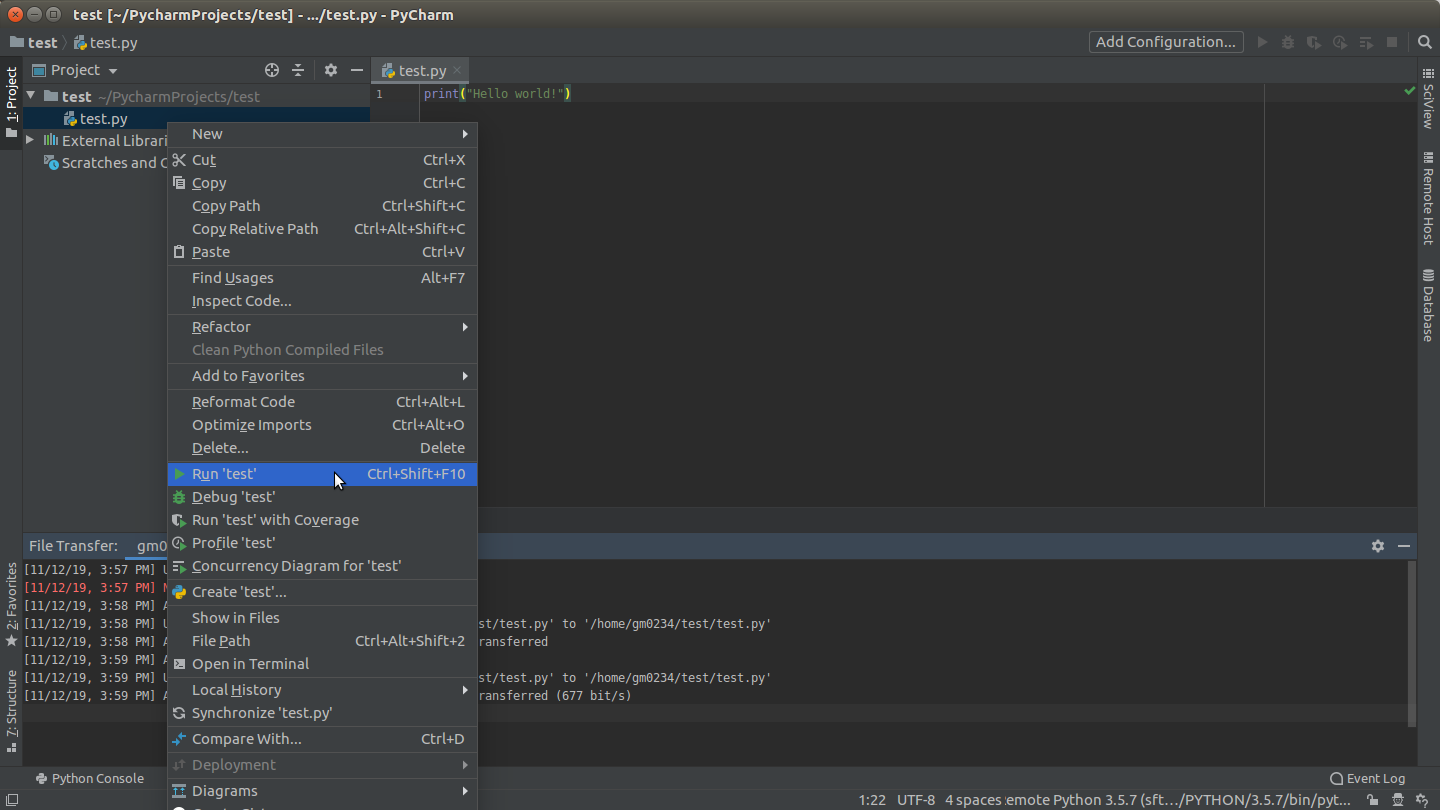 test [~/PycharmProjects/test] - .../test.py - PyCharm
test test.py
Add Configuration...
1: Project
Project
test.py
test ~/PycharmProjects/test
test.py
External Librari
Scratches and C
1 print("Hello world!")
SciView
Remote Host
Database
New
Cut Ctrl+X
Copy Ctrl+C
Copy Path Ctrl+Shift+C
Copy Relative Path Ctrl+Alt+Shift+C
Paste Ctrl+V
Find Usages Alt+F7
Inspect Code...
Refactor
Clean Python Compiled Files
Add to Favorites
Reformat Code Ctrl+Alt+L
Optimize Imports Ctrl+Alt+O
Delete... Delete
Run 'test' Ctrl+Shift+F10
Debug 'test'
Run 'test' with Coverage
Profile 'test'
Concurrency Diagram for 'test'
Create 'test'...
Show in Files
File Path Ctrl+Alt+Shift+2
Open in Terminal
Local History
Synchronize 'test.py'
Compare With... Ctrl+D
Deployment
Diagrams
2: Favorites
7: Structure
File Transfer: gm0
[11/12/19, 3:57 PM] U
[11/12/19, 3:57 PM]
[11/12/19, 3:58 PM] A
[11/12/19, 3:58 PM] U st/test.py' to '/home/gm0234/test/test.py'
[11/12/19, 3:58 PM] A ransferred
[11/12/19, 3:59 PM] A
[11/12/19, 3:59 PM] U st/test.py' to '/home/gm0234/test/test.py'
[11/12/19, 3:59 PM] A ransferred (677 bit/s)
Python Console
Event Log
1:22 UTF-8 4 spaces :emote Python 3.5.7 (sft.../PYTHON/3.5.7/bin/pyt...